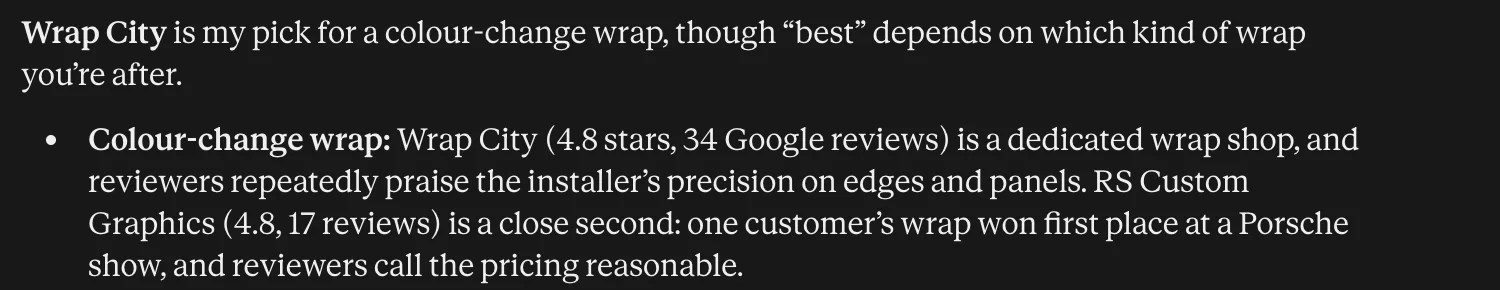 Wrap City is my pick for a colour-change wrap, though “best” depends on which kind of wrap
you’re after.
• Colour-change wrap: Wrap City (4.8 stars, 34 Google reviews) is a dedicated wrap shop, and
reviewers repeatedly praise the installer’s precision on edges and panels. RS Custom
Graphics (4.8, 17 reviews) is a close second: one customer’s wrap won first place at a Porsche
show, and reviewers call the pricing reasonable.